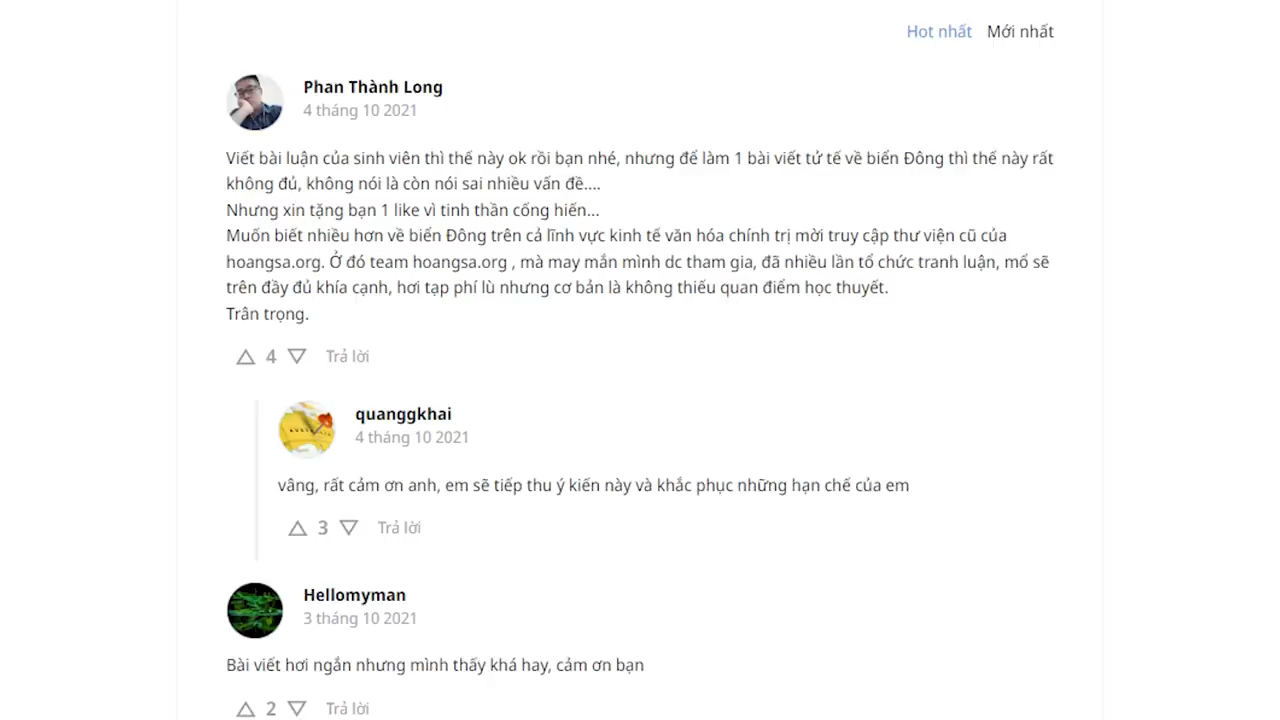 Hot nhất Mới nhất
Phan Thành Long
4 tháng 10 2021
Viết bài luận của sinh viên thì thế này ok rồi bạn nhé, nhưng để làm 1 bài viết tử tế về biển Đông thì thế này rất
không đủ, không nói là còn nói sai nhiều vấn đề....
Nhưng xin tặng bạn 1 like vì tinh thần cống hiến...
Muốn biết nhiều hơn về biển Đông trên cả lĩnh vực kinh tế văn hóa chính trị mời truy cập thư viện cũ của
hoangsa.org. Ở đó team hoangsa.org , mà may mắn mình dc tham gia, đã nhiều lần tổ chức tranh luận, mổ sẽ
trên đầy đủ khía cạnh, hơi tạp phí lù nhưng cơ bản là không thiếu quan điểm học thuyết.
Trân trọng.
4 Trả lời
quanggkhai
4 tháng 10 2021
vâng, rất cảm ơn anh, em sẽ tiếp thu ý kiến này và khắc phục những hạn chế của em
3 Trả lời
Hellomyman
3 tháng 10 2021
Bài viết hơi ngắn nhưng mình thấy khá hay, cảm ơn bạn
2 Trả lời